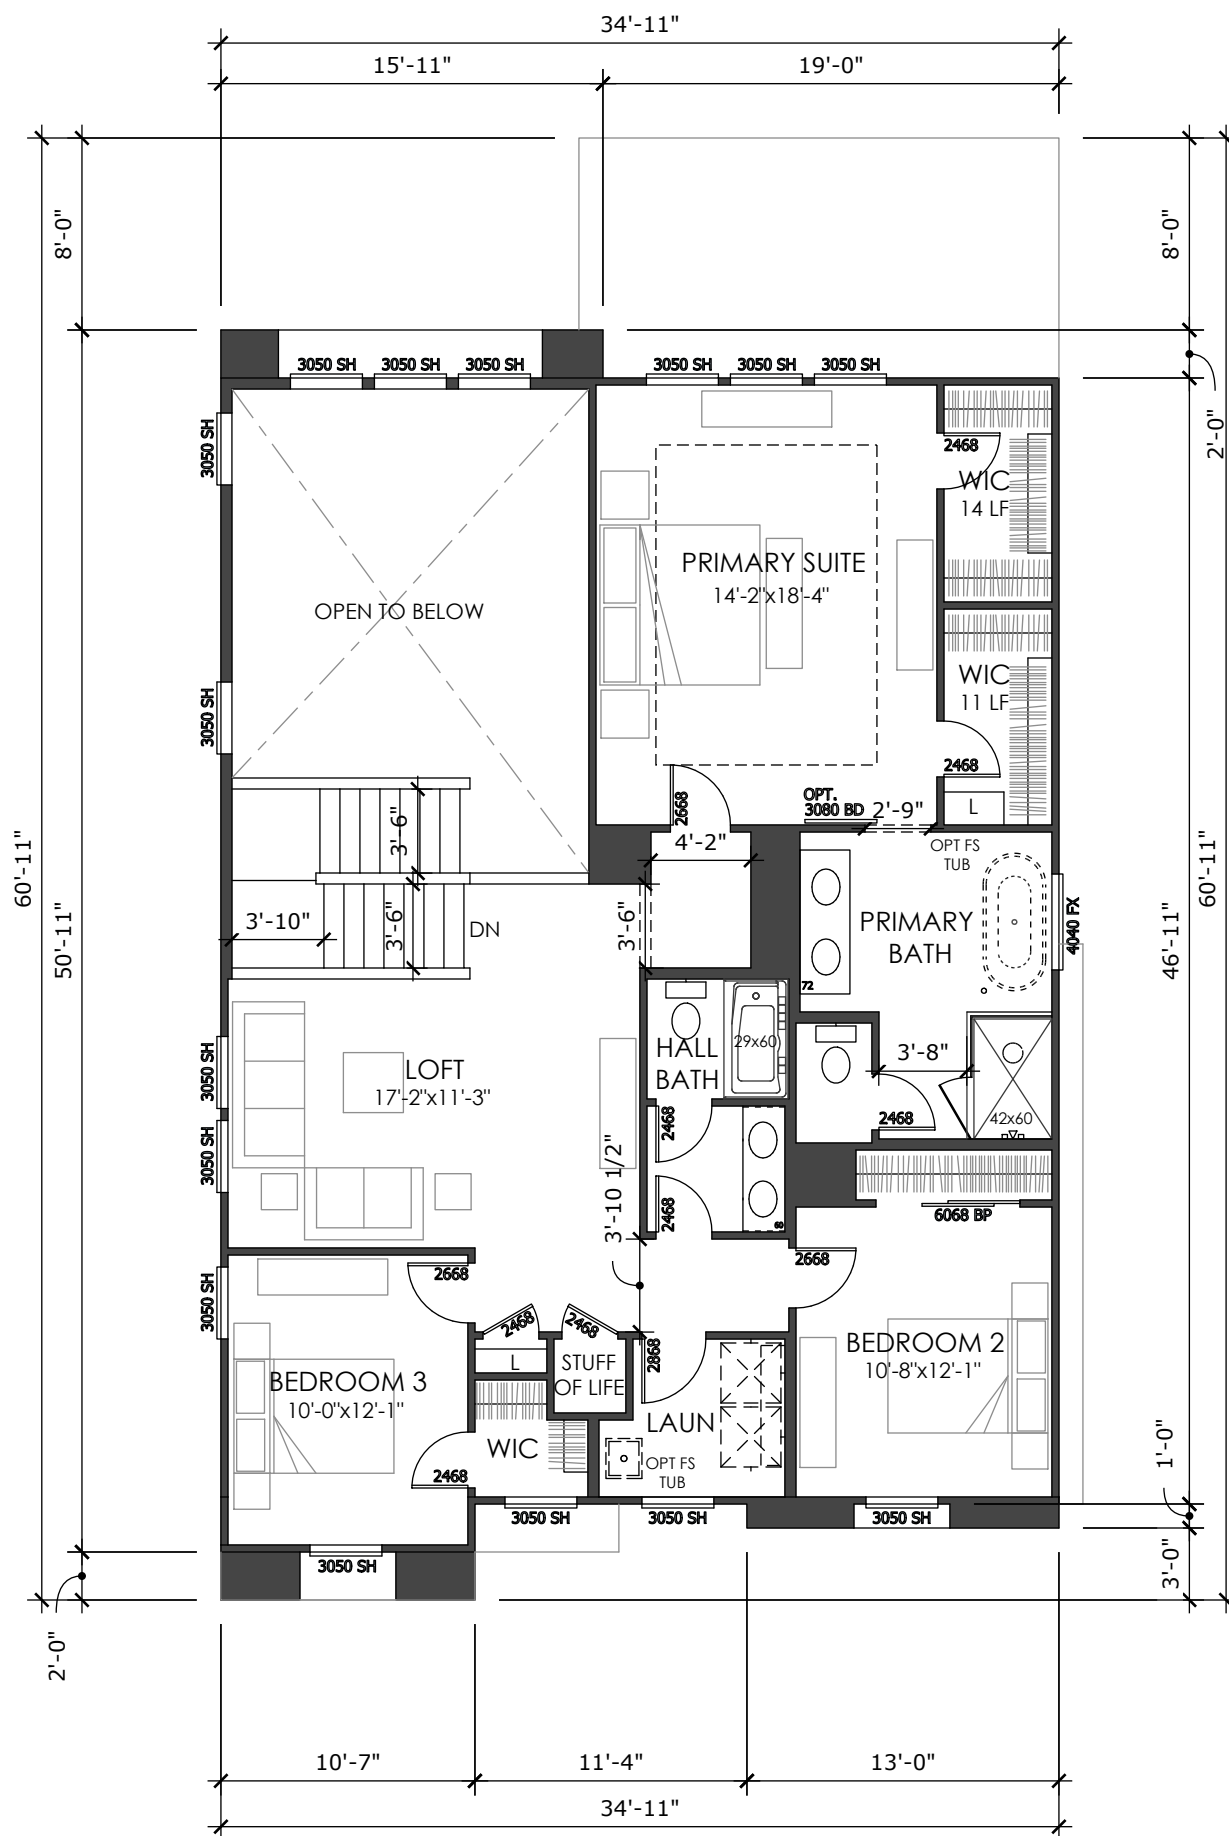 34'-11"
15'-11"
19'-0"
8'-0"
8'-0"
2'-0"
3050 SH
3050 SH
3050 SH
3050 SH
3050 SH
3050 SH
3050 SH
2468
WIC
14 LF
PRIMARY SUITE
14'-2"x18'-4"
OPEN TO BELOW
WIC
11 LF
3050 SH
2468
L
OPT.
3080 BD
2'-9"
2668
3'-6"
4'-2"
OPT FS
TUB
60'-11"
50'-11"
46'-11"
60'-11"
3'-10"
3'-6"
DN
3'-6"
PRIMARY
BATH
4040 FX
72
3050 SH
LOFT
17'-2"x11'-3"
HALL
BATH
29x60
3'-8"
2468
42x60
3050 SH
2468
3'-10 1/2"
2468
60
6068 BP
3050 SH
2668
2668
2468
2468
2868
L
STUFF
OF LIFE
BEDROOM 2
10'-8"x12'-1"
BEDROOM 3
10'-0"x12'-1"
LAUN
WIC
2468
OPT FS
TUB
1'-0"
3050 SH
3050 SH
3050 SH
3050 SH
3'-0"
2'-0"
10'-7"
11'-4"
13'-0"
34'-11"